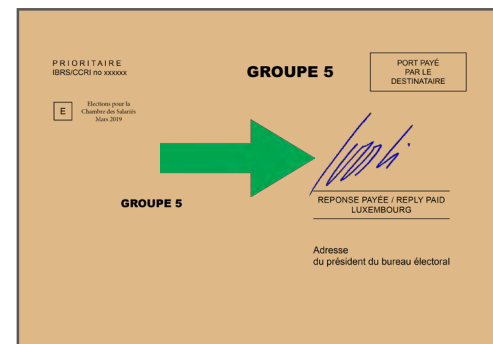 PRIORITAIRE
IBRS/CCRI no xxxxxx
GROUPE 5
PORT PAYÉ
PAR LE
DESTINATAIRE
E
Elections pour la
Chambre des Salariés
Mars 2019
GROUPE 5
REPONSE PAYÉE / REPLY PAID
LUXEMBOURG
Adresse
du président du bureau électoral